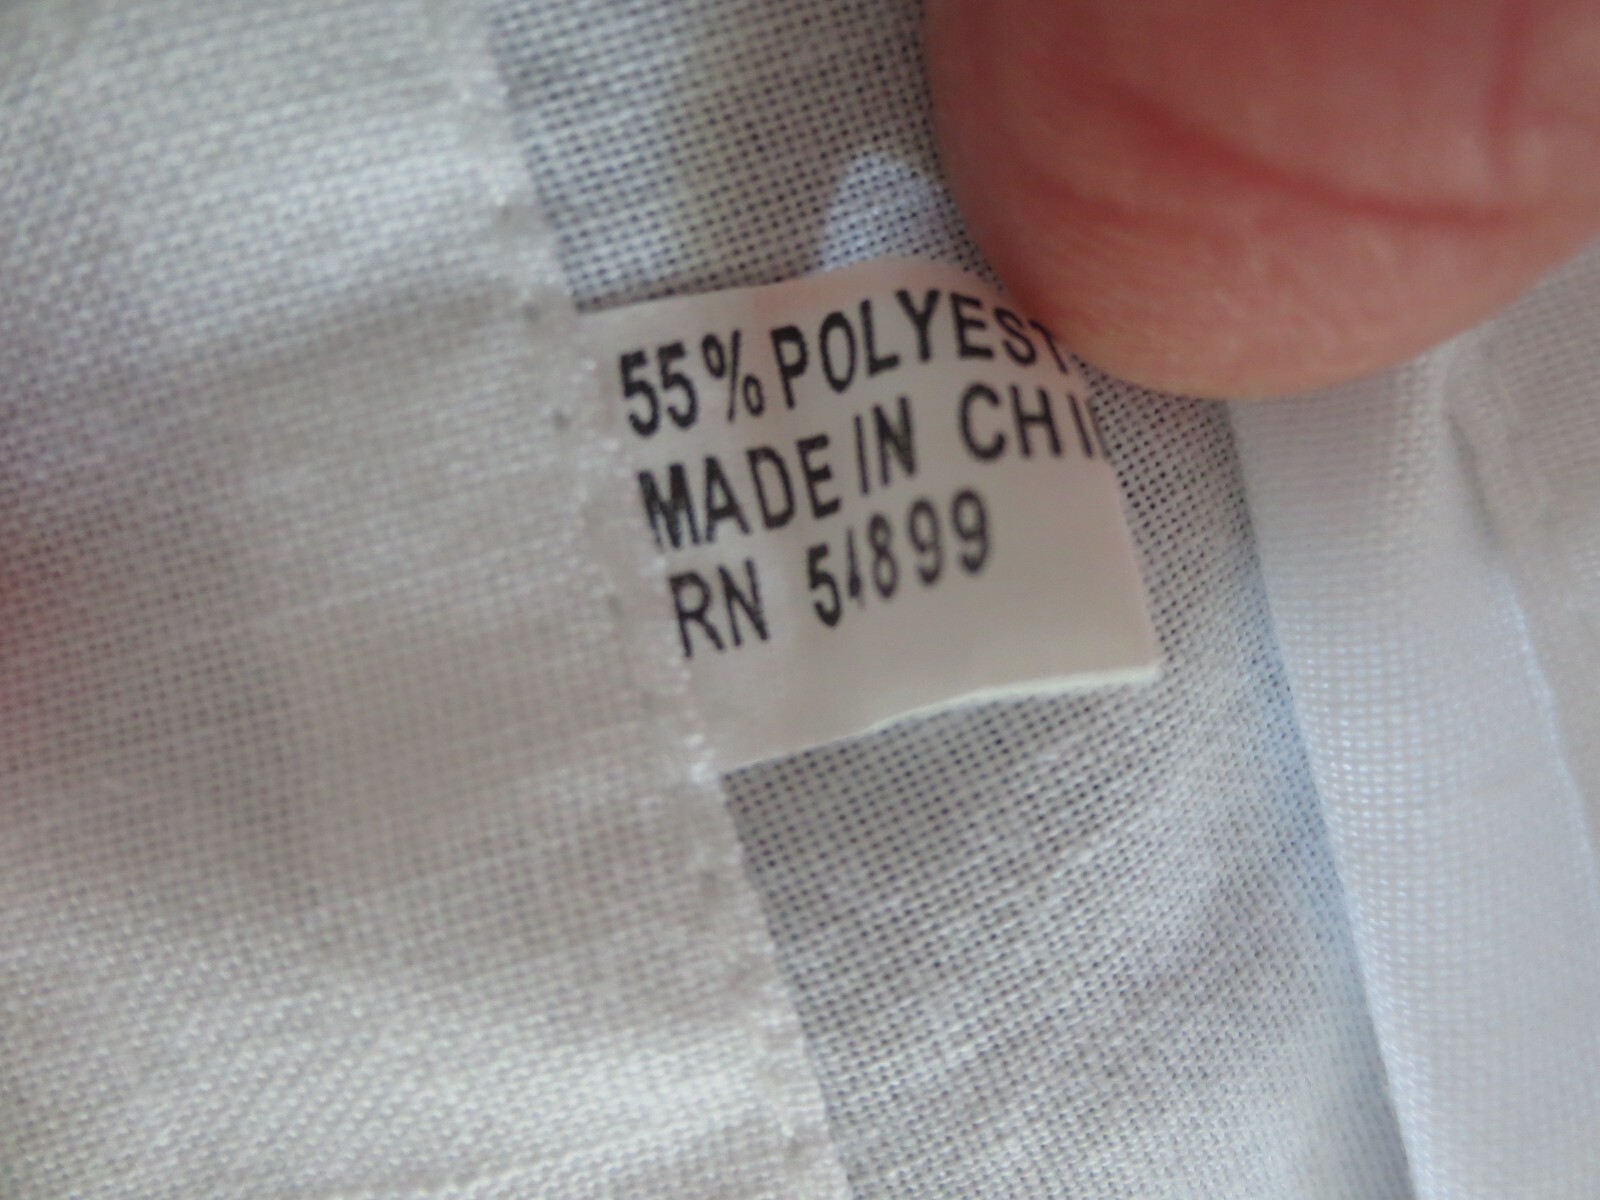 55% POLYEST
MADE IN CHI
RN 54899